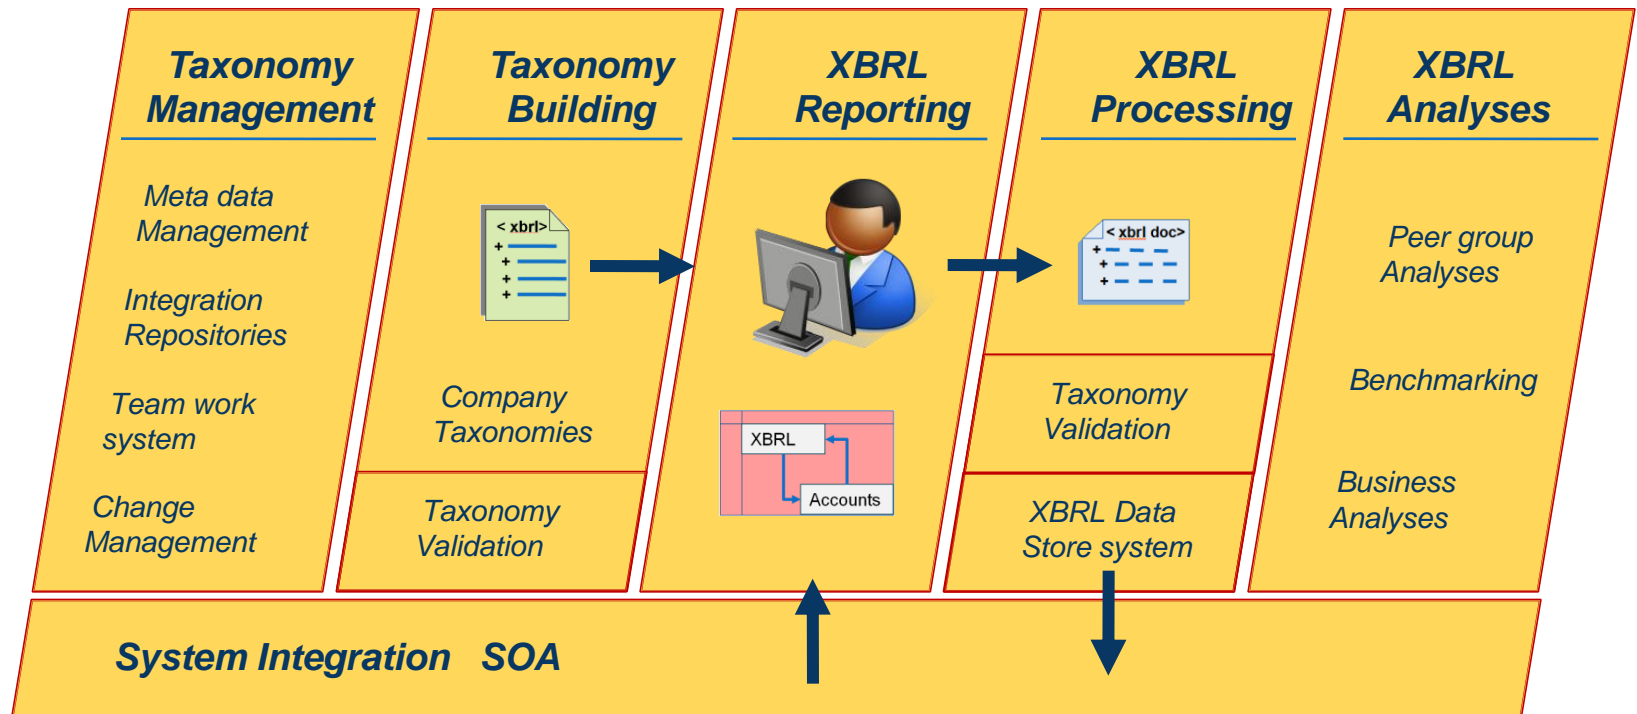 Taxonomy
Management
Meta data
Management
Integration
Repositories
Team work
system
Change
Management
Taxonomy
Building
< xbrl>
+
+
+
+
Company
Taxonomies
Taxonomy
Validation
XBRL
Reporting
XBRL
Accounts
XBRL
Processing
< xbrl doc>
+
+
+
Taxonomy
Validation
XBRL Data
Store system
XBRL
Analyses
Peer group
Analyses
Benchmarking
Business
Analyses
System Integration SOA